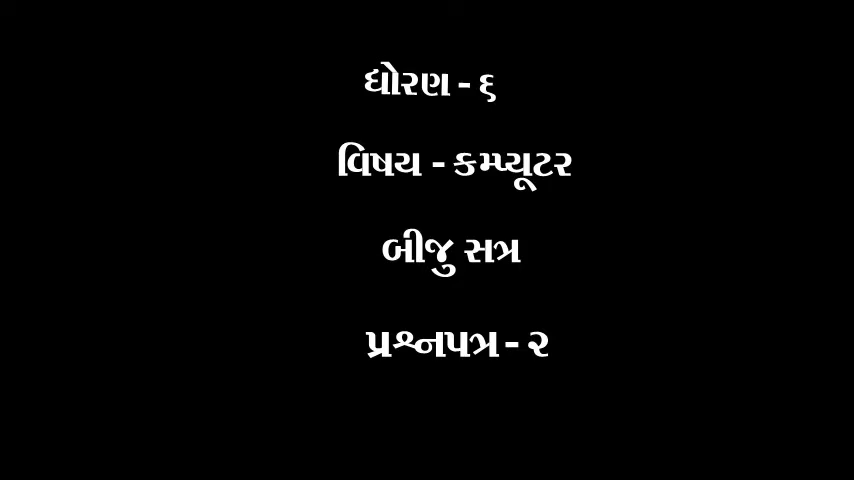 ધોરણ - ૬
વિષય - કમ્પ્યૂટર
બીજુ સત્ર
પ્રશ્નપત્ર - ૨